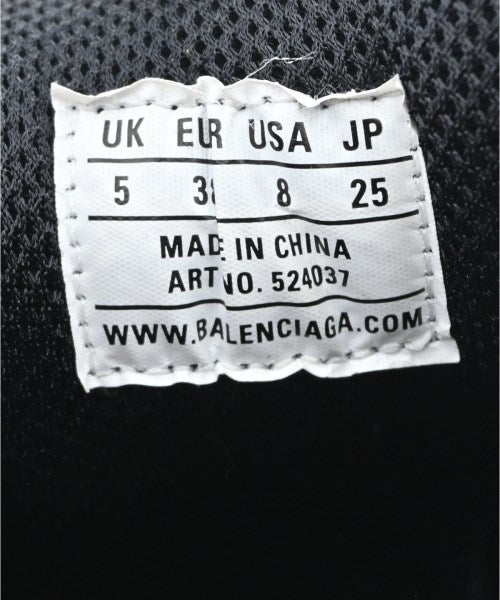 UK EUR USA JP
5 38 8 25
MADE IN CHINA
ART NO. 524037
WWW.BALENCIAGA.COM